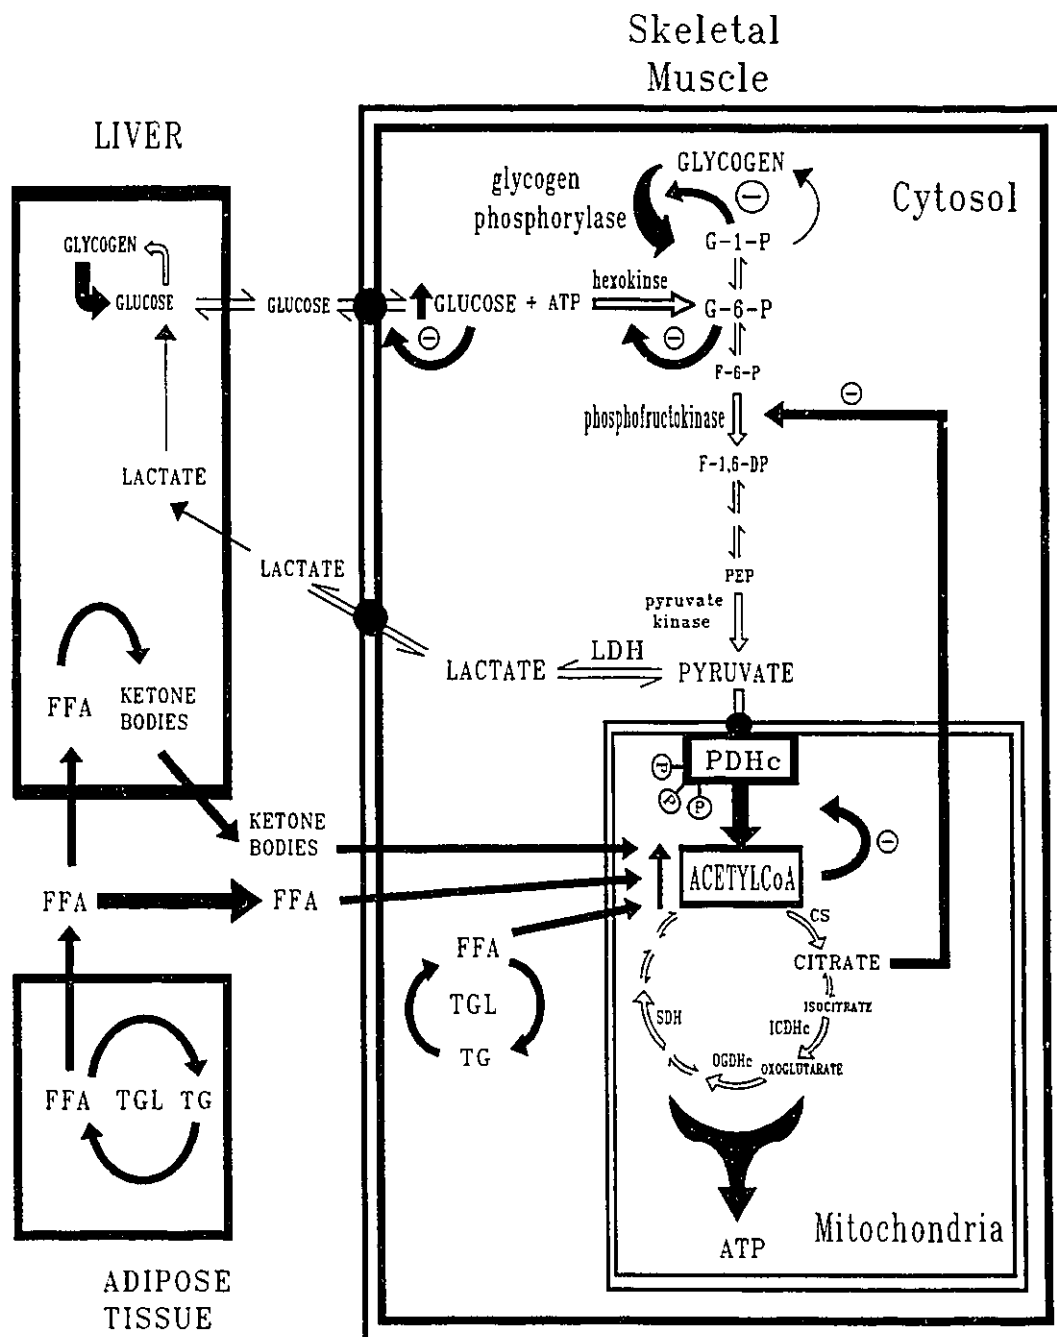 Skeletal
Muscle
LIVER
GLYCOGEN
GLUCOSE
LACTATE
FFA
KETONE
BODIES
GLUCOSE
LACTATE
KETONE
BODIES
FFA
FFA
FFA TGL TG
ADIPOSE
TISSUE
Cytosol
GLYCOGEN
glycogen
phosphorylase
G-1-P
hexokinse
GLUCOSE + ATP
G-6-P
F-6-P
phosphofructokinase
F-1,6-DP
PEP
pyruvate
kinase
LDH
LACTATE
PYRUVATE
PDHc
P
P
P
ACETYLCoA
CS
CITRATE
ISOCITRATE
ICDHc
OXOGLUTARATE
OGDHc
SDH
FFA
TGL
TG
ATP
Mitochondria